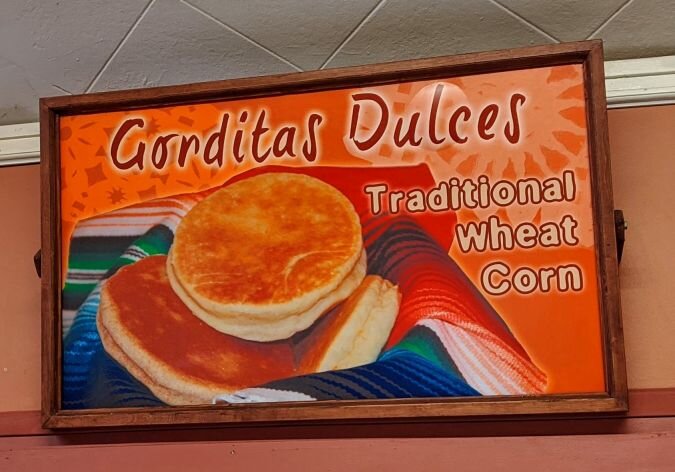 Gorditas Dulces
Traditional
Wheat
Corn